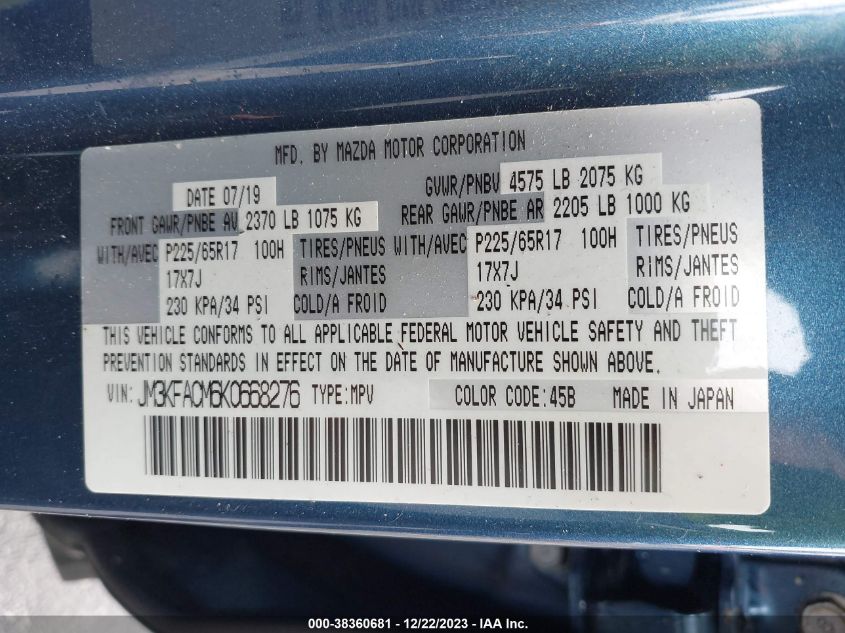 MFD. BY MAZDA MOTOR CORPORATION
DATE 07/19 GVWR/PNBV 4575 LB 2075 KG
FRONT GAWR/PNBE AV 2370 LB 1075 KG REAR GAWR/PNBE AR 2205 LB 1000 KG
WITH/AVEC P225/65R17 100H TIRES/PNEUS WITH/AVEC P225/65R17 100H TIRES/PNEUS
17X7J RIMS/JANTES 17X7J RIMS/JANTES
230 KPA/34 PSI COLD/A FROID 230 KPA/34 PSI COLD/A FROID
THIS VEHICLE CONFORMS TO ALL APPLICABLE FEDERAL MOTOR VEHICLE SAFETY AND THEFT
PREVENTION STANDARDS IN EFFECT ON THE DATE OF MANUFACTURE SHOWN ABOVE.
VIN: JM3KFACM6K0668276 TYPE:MPV COLOR CODE:45B MADE IN JAPAN
000-38360681 - 12/22/2023 - IAA Inc.